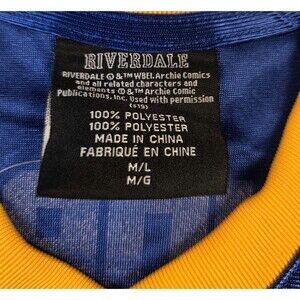 RIVERDALE
RIVERDALE © & ™ WBEI. Archie Comics
and all related characters and
elements © & ™ Archie Comic
Publications, Inc. Used with permission
(s19)
100% POLYESTER
100% POLYESTER
MADE IN CHINA
FABRIQUÉ EN CHINE
M/L
M/G